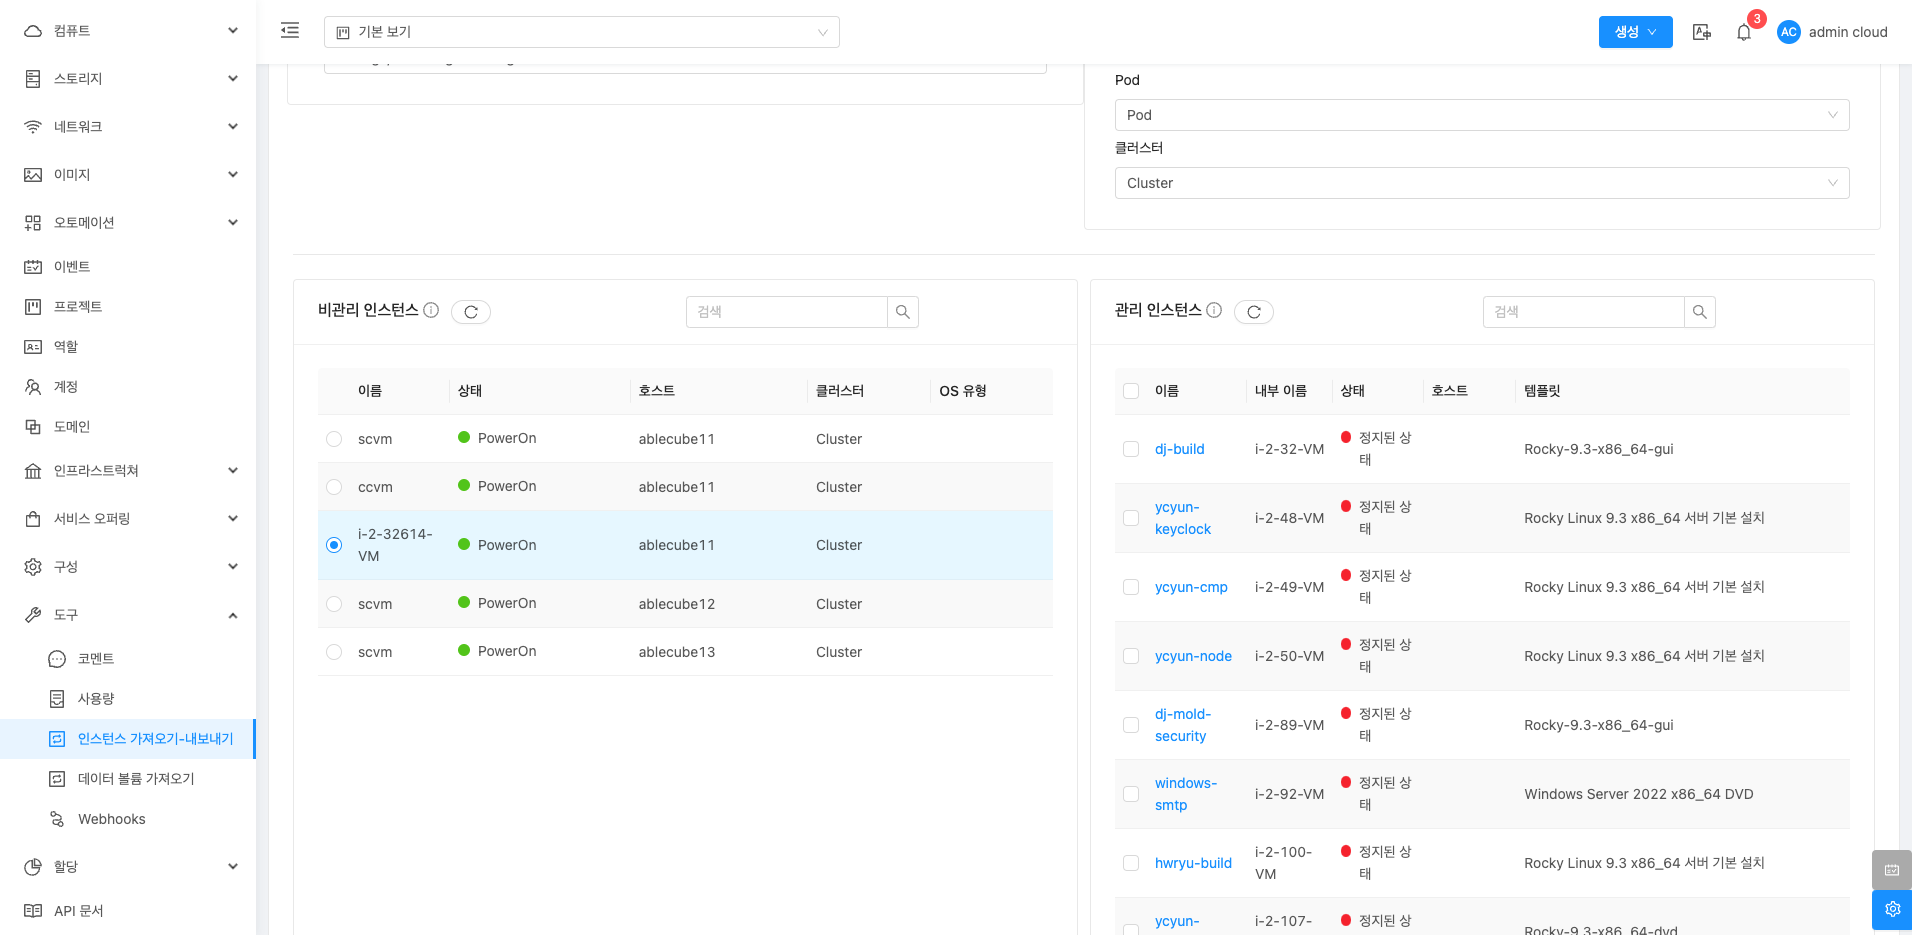 컴퓨트
스토리지
네트워크
이미지
오토메이션
이벤트
프로젝트
역할
계정
도메인
인프라스트럭쳐
서비스 오퍼링
구성
도구
코멘트
사용량
인스턴스 가져오기-내보내기
데이터 볼륨 가져오기
Webhooks
할당
API 문서
기본 보기
생성
3
AC admin cloud
Pod
Pod
클러스터
Cluster
비관리 인스턴스
검색
이름 상태 호스트 클러스터 OS 유형
scvm PowerOn ablecube11 Cluster
ccvm PowerOn ablecube11 Cluster
i-2-32614-
VM PowerOn ablecube11 Cluster
scvm PowerOn ablecube12 Cluster
scvm PowerOn ablecube13 Cluster
관리 인스턴스
검색
이름 내부 이름 상태 호스트 템플릿
dj-build i-2-32-VM 정지된 상
태 Rocky-9.3-x86_64-gui
ycyun-
keyclock i-2-48-VM 정지된 상
태 Rocky Linux 9.3 x86_64 서버 기본 설치
ycyun-cmp i-2-49-VM 정지된 상
태 Rocky Linux 9.3 x86_64 서버 기본 설치
ycyun-node i-2-50-VM 정지된 상
태 Rocky Linux 9.3 x86_64 서버 기본 설치
dj-mold-
security i-2-89-VM 정지된 상
태 Rocky-9.3-x86_64-gui
windows-
smtp i-2-92-VM 정지된 상
태 Windows Server 2022 x86_64 DVD
hwryu-build i-2-100-
VM 정지된 상
태 Rocky Linux 9.3 x86_64 서버 기본 설치
ycyun- i-2-107- 정지된 상
Rocky-9.3-x86_64-dvd